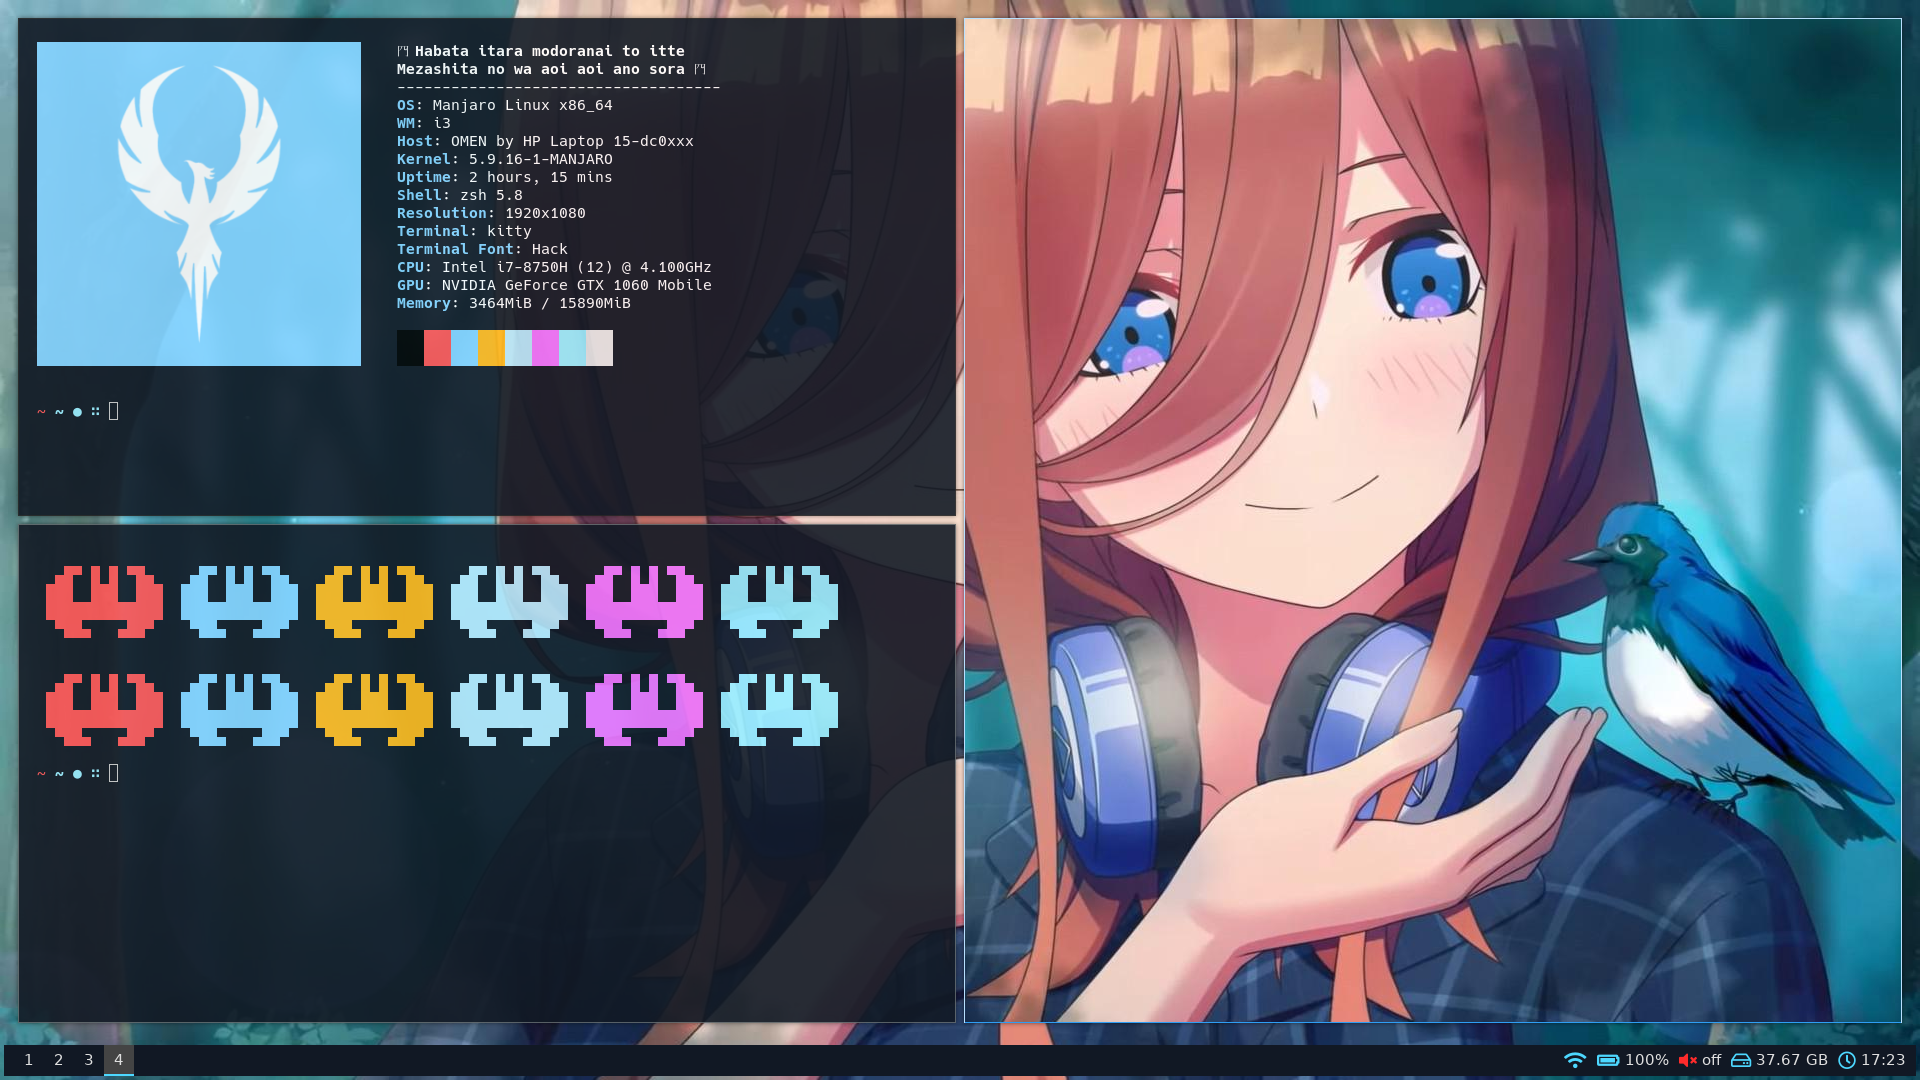 Habata itara modoranai to itte
Mezashita no wa aoi aoi ano sora
------------------------------------
OS: Manjaro Linux x86_64
WM: i3
Host: OMEN by HP Laptop 15-dc0xxx
Kernel: 5.9.16-1-MANJARO
Uptime: 2 hours, 15 mins
Shell: zsh 5.8
Resolution: 1920x1080
Terminal: kitty
Terminal Font: Hack
CPU: Intel i7-8750H (12) @ 4.100GHz
GPU: NVIDIA GeForce GTX 1060 Mobile
Memory: 3464MiB / 15890MiB
~ ~ ● ::
~ ~ ● ::
1 2 3 4 100% off 37.67 GB 17:23